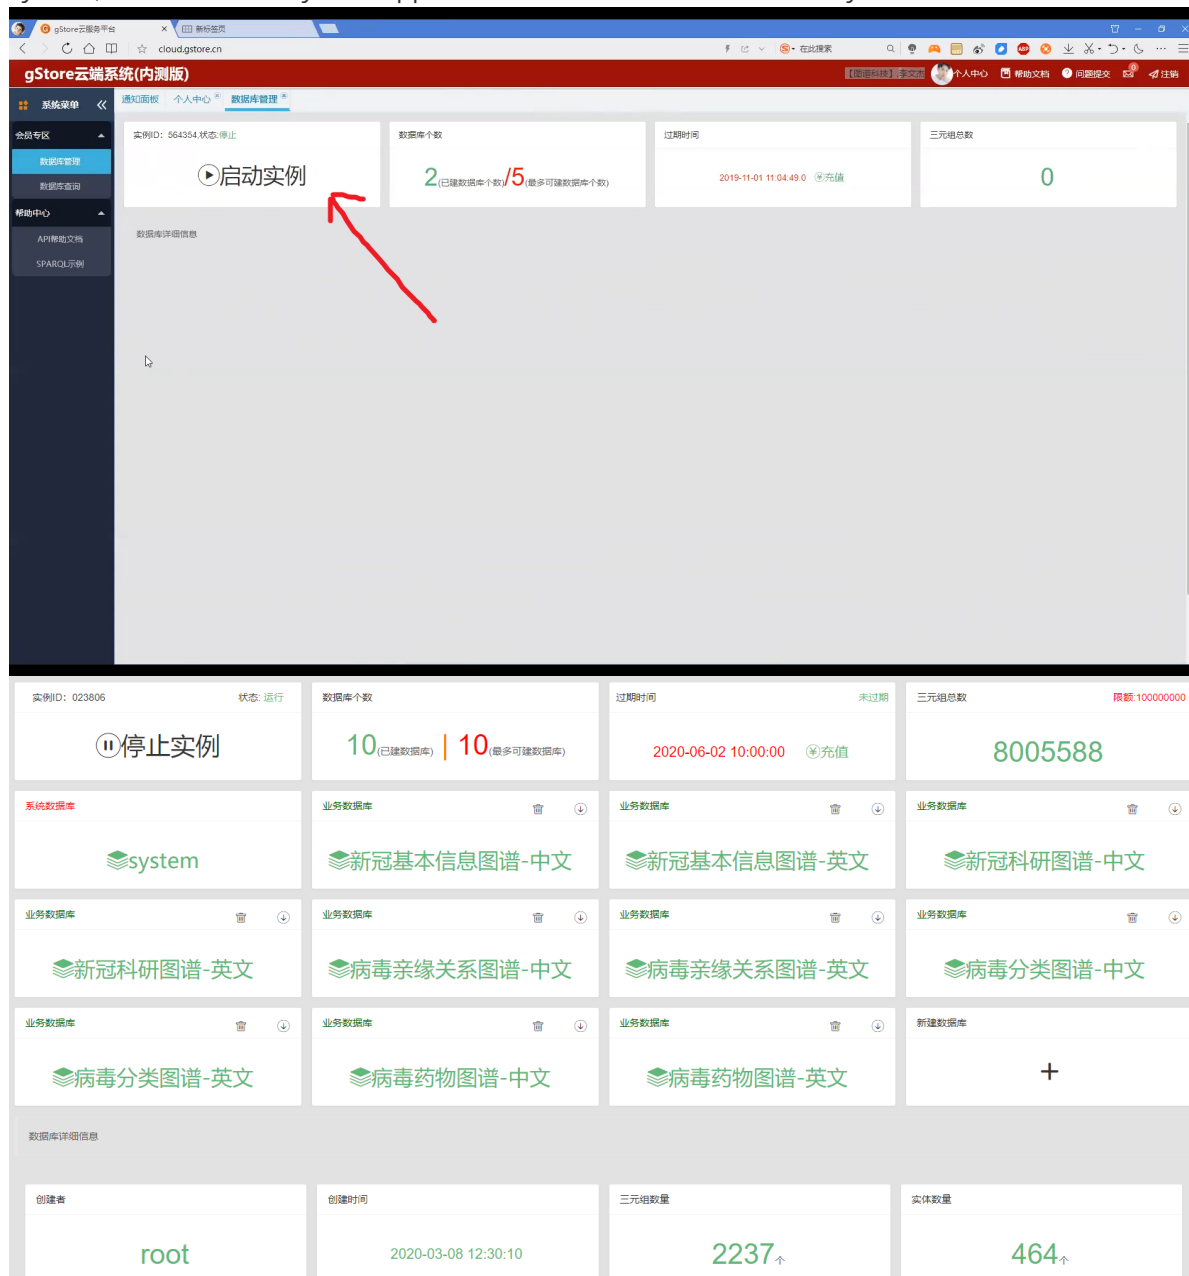 gStore云服务平台
新标签页
cloud.gstore.cn
在此搜索
gStore云端系统(内测版)
【图谱科技】李文杰 个人中心 帮助文档 问题提交 0 注销
系统菜单
通知面板 个人中心 数据库管理
会员专区
数据库管理
数据库查询
帮助中心
API帮助文档
SPARQL示例
实例ID：564354,状态:停止
启动实例
数据库个数
2(已建数据库个数)/5(最多可建数据库个数)
过期时间
2019-11-01 11:04:49.0 充值
三元组总数
0
数据库详细信息
实例ID：023806 状态: 运行
停止实例
数据库个数
10(已建数据库) | 10(最多可建数据库)
过期时间 未过期
2020-06-02 10:00:00 充值
三元组总数 限额:100000000
8005588
系统数据库
system
业务数据库
新冠基本信息图谱-中文
业务数据库
新冠基本信息图谱-英文
业务数据库
新冠科研图谱-中文
业务数据库
新冠科研图谱-英文
业务数据库
病毒亲缘关系图谱-中文
业务数据库
病毒亲缘关系图谱-英文
业务数据库
病毒分类图谱-中文
业务数据库
病毒分类图谱-英文
业务数据库
病毒药物图谱-中文
业务数据库
病毒药物图谱-英文
新建数据库
+
数据库详细信息
创建者
root
创建时间
2020-03-08 12:30:10
三元组数量
2237个
实体数量
464个